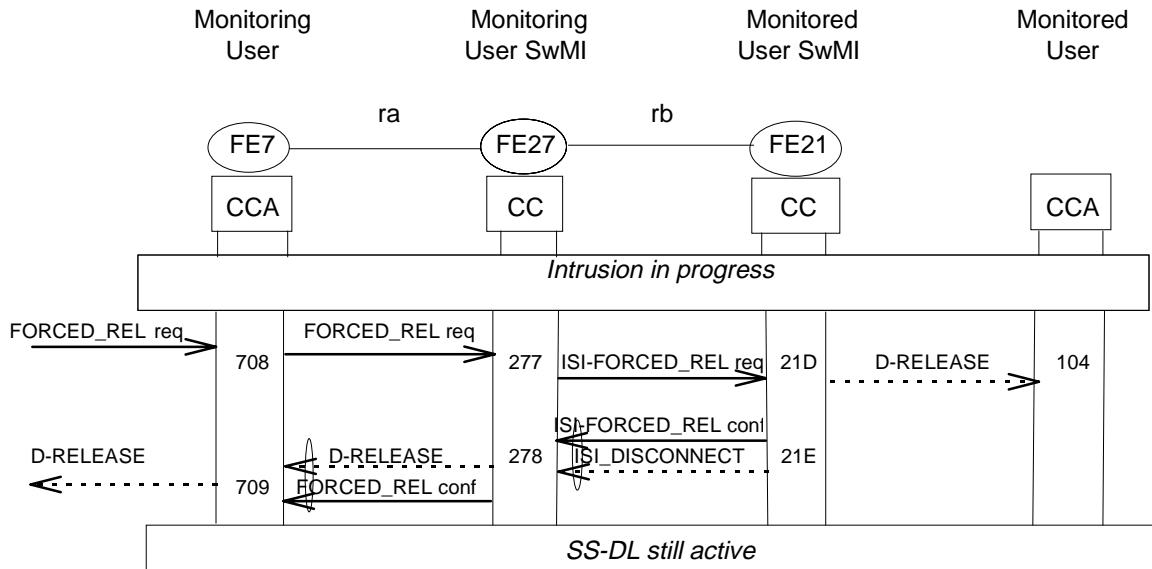 Monitoring User
Monitoring User SwMI
Monitored User SwMI
Monitored User
ra
rb
FE7
FE27
FE21
CCA
CC
CC
CCA
Intrusion in progress
FORCED_REL req
FORCED_REL req
708
277
ISI-FORCED_REL req
21D
D-RELEASE
104
ISI-FORCED_REL conf
D-RELEASE
D-RELEASE
278
ISI_DISCONNECT
21E
709
FORCED_REL conf
SS-DL still active